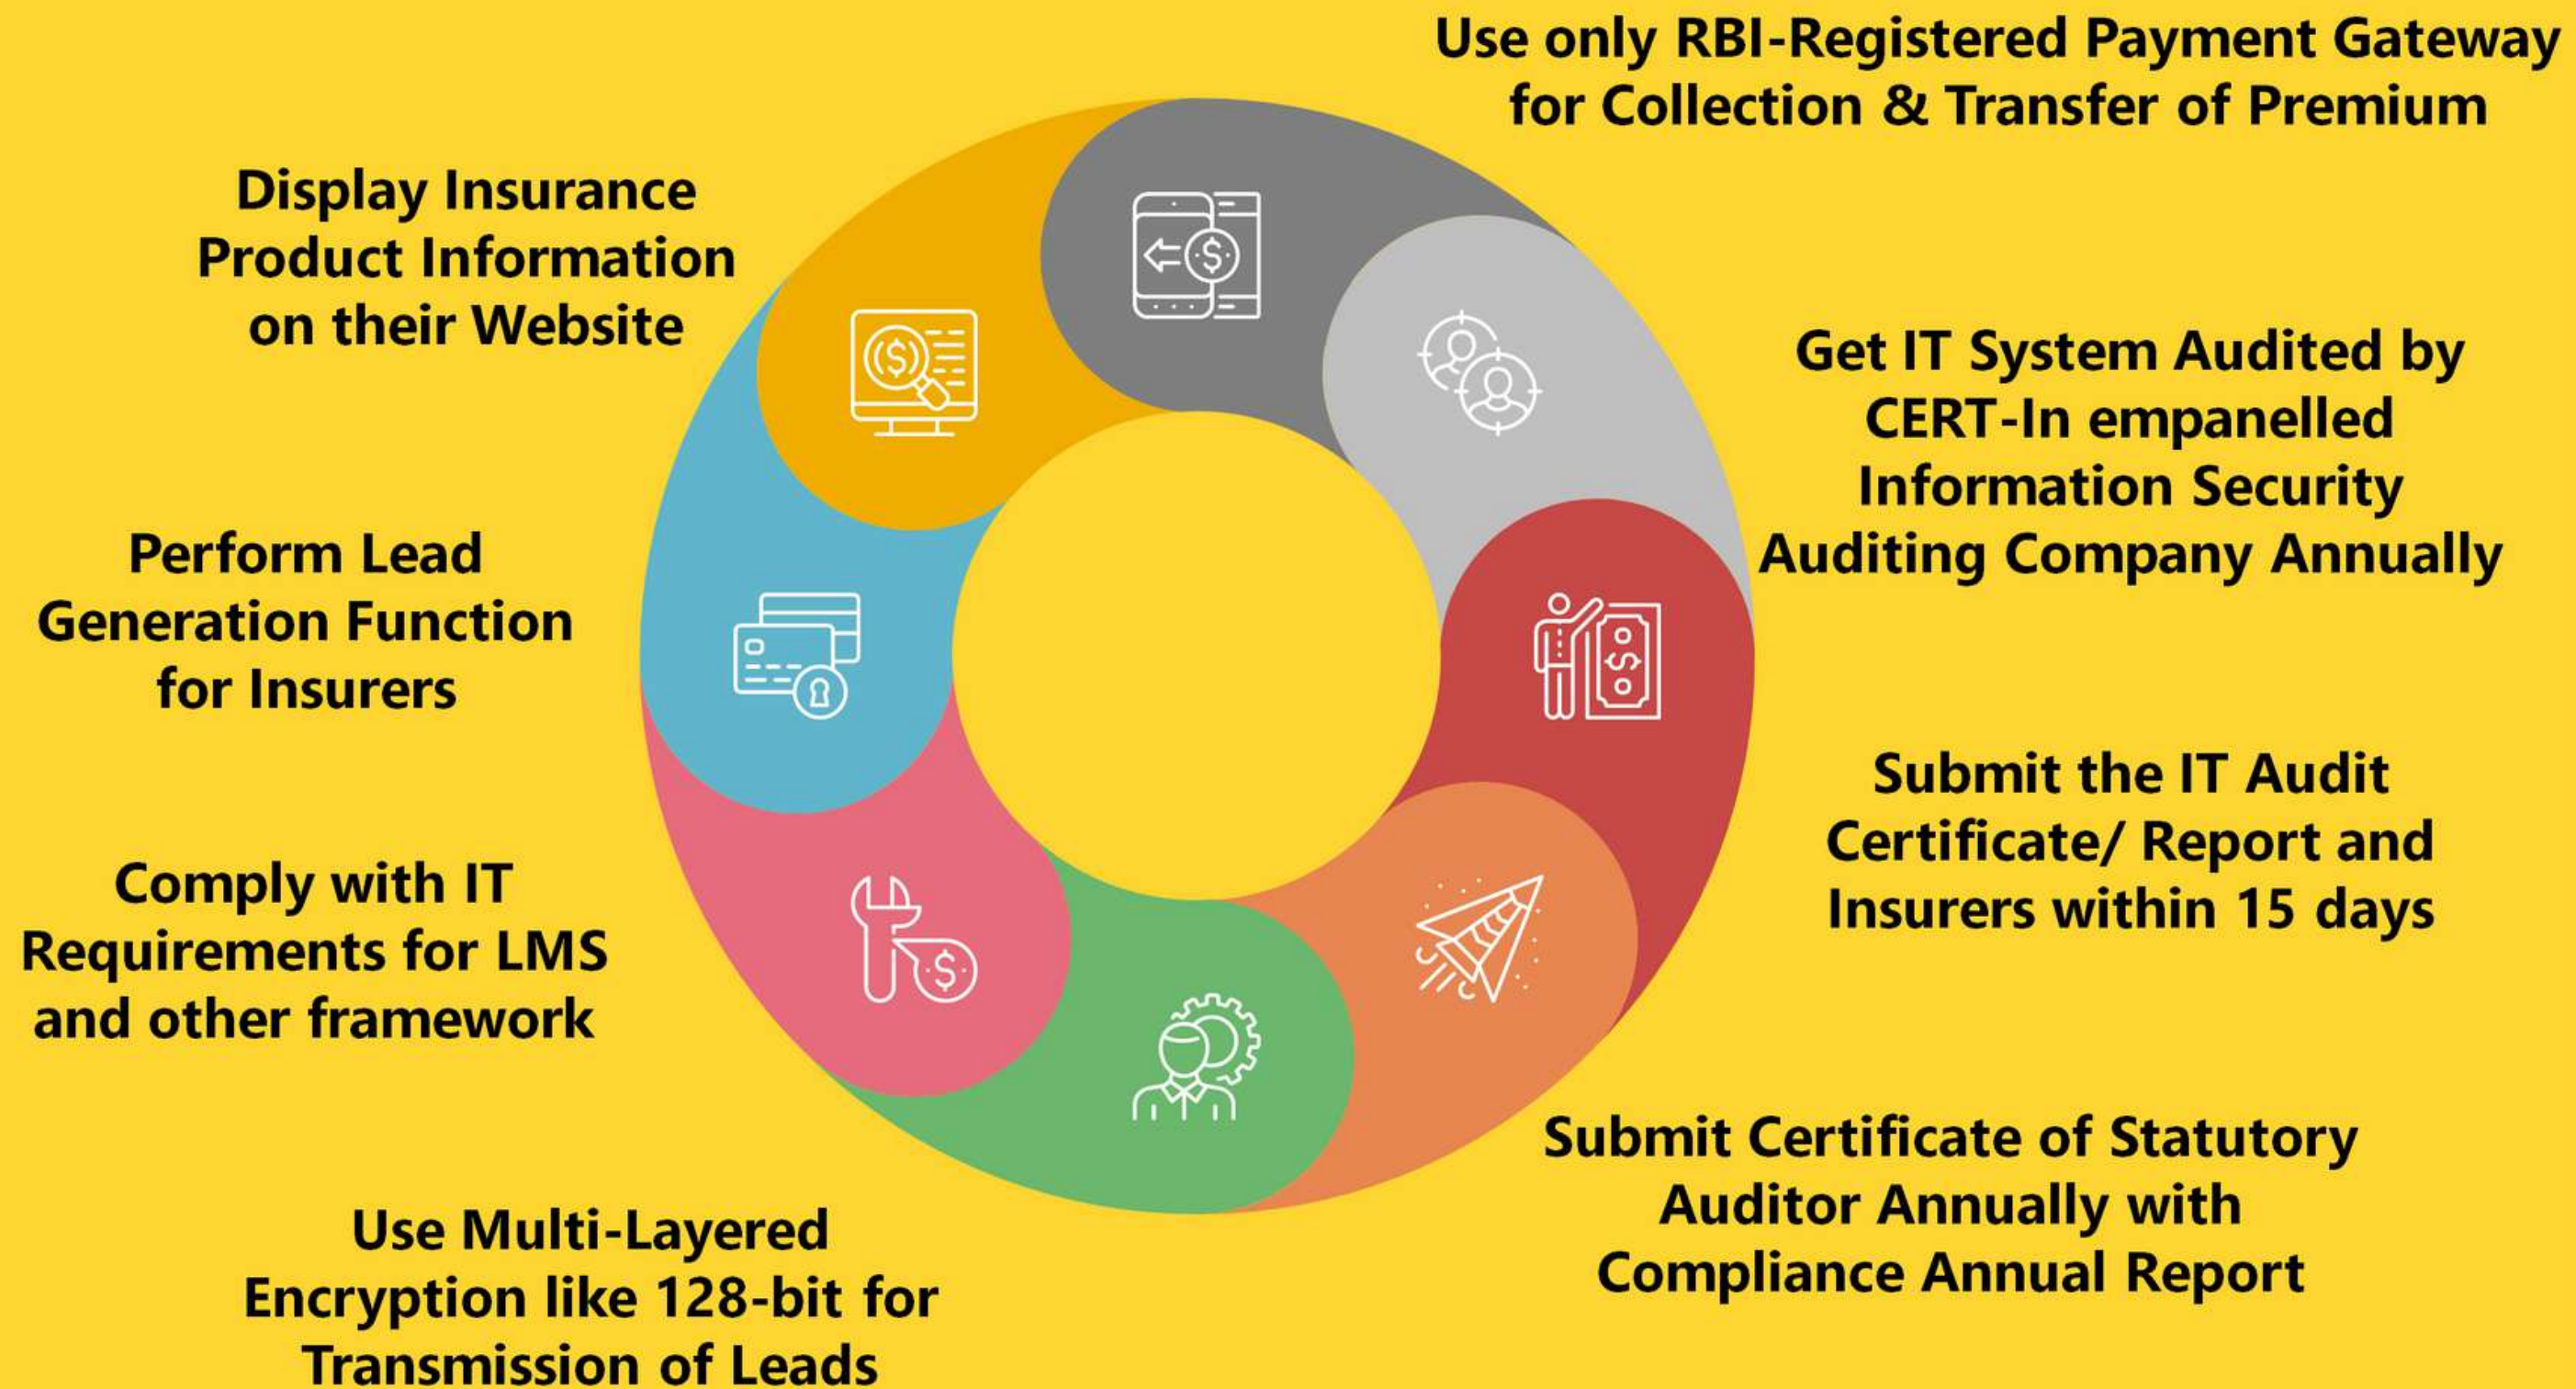 Use only RBI-Registered Payment Gateway
for Collection & Transfer of Premium
Get IT System Audited by
CERT-In empanelled
Information Security
Auditing Company Annually
Submit the IT Audit
Certificate/ Report and
Insurers within 15 days
Submit Certificate of Statutory
Auditor Annually with
Compliance Annual Report
Use Multi-Layered
Encryption like 128-bit for
Transmission of Leads
Comply with IT
Requirements for LMS
and other framework
Perform Lead
Generation Function
for Insurers
Display Insurance
Product Information
on their Website